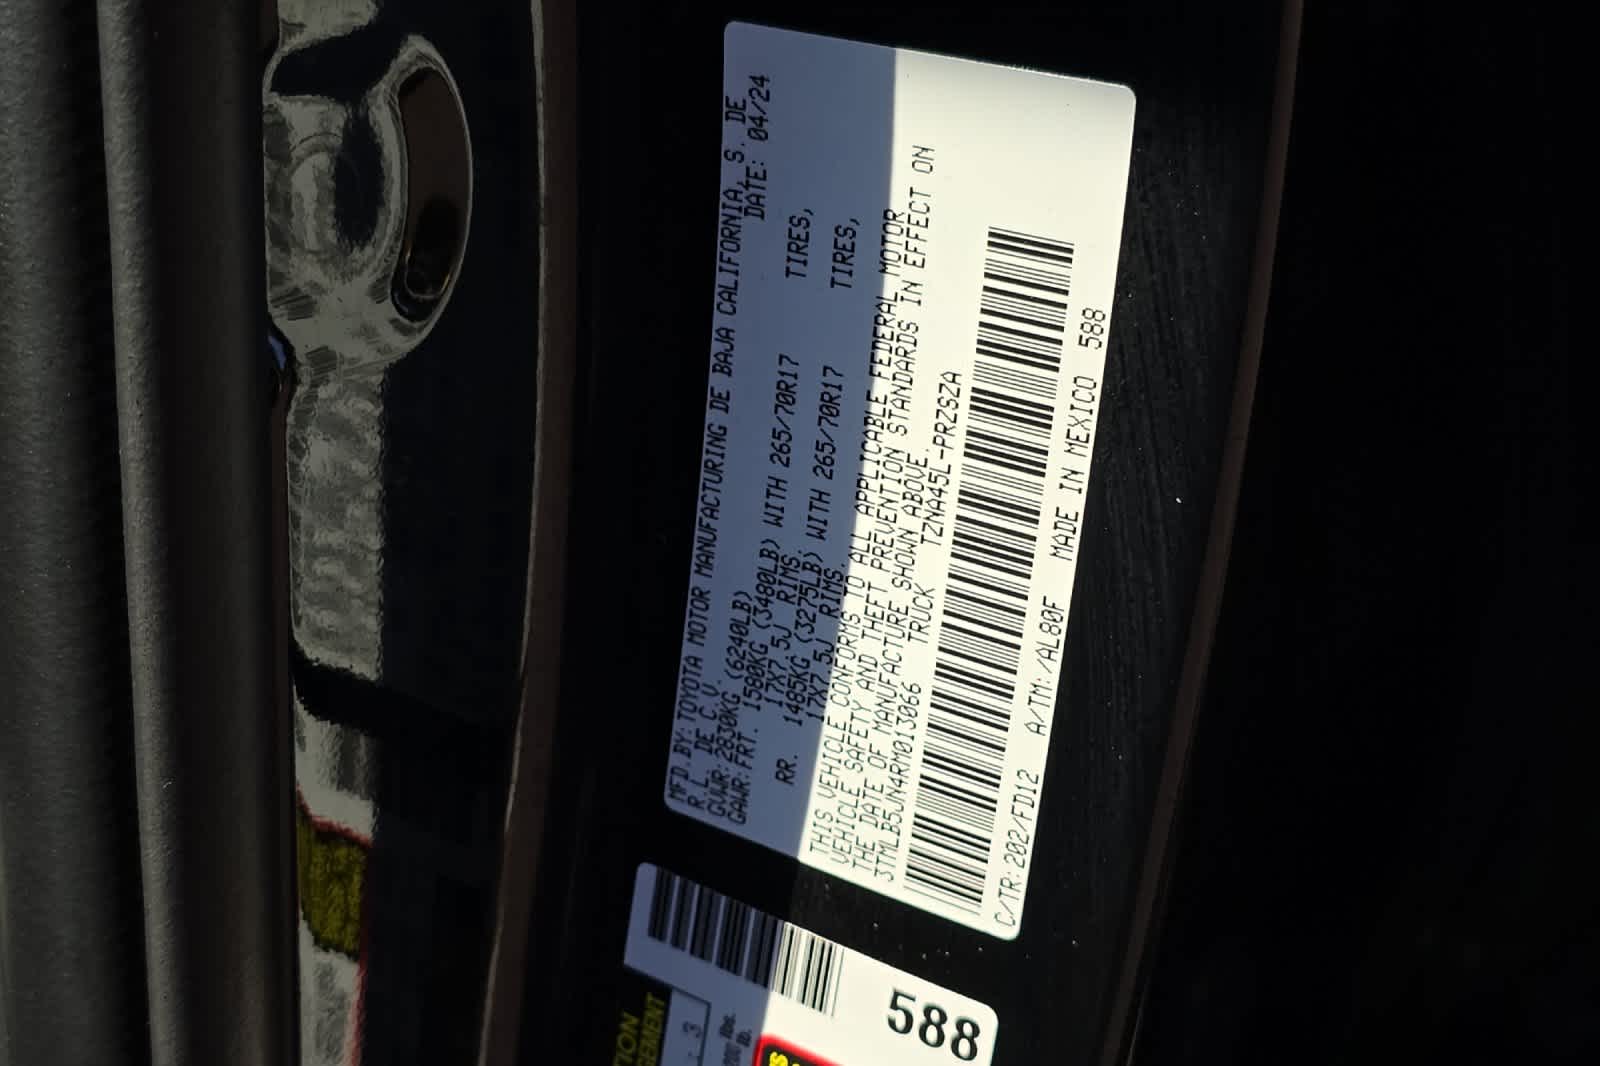 MFD.BY:TOYOTA MOTOR MANUFACTURING DE BAJA CALIFORNIA, S. DE
R.L. DE C.V. DATE: 04/24
GVWR:2830KG (6240LB)
GAWR:FRT. 1580KG (3480LB) WITH 265/70R17 TIRES,
17X7.5J RIMS.
RR. 1485KG (3275LB) WITH 265/70R17 TIRES,
17X7.5J RIMS.
THIS VEHICLE CONFORMS TO ALL APPLICABLE FEDERAL MOTOR
VEHICLE SAFETY AND THEFT PREVENTION STANDARDS IN EFFECT ON
THE DATE OF MANUFACTURE SHOWN ABOVE.
3TMLB5JN4RM013066 TRUCK TZNA45L-PRZSZA
C/TR:202/FD12 A/TM:/AL80F MADE IN MEXICO 588
588
lbs.
lb.